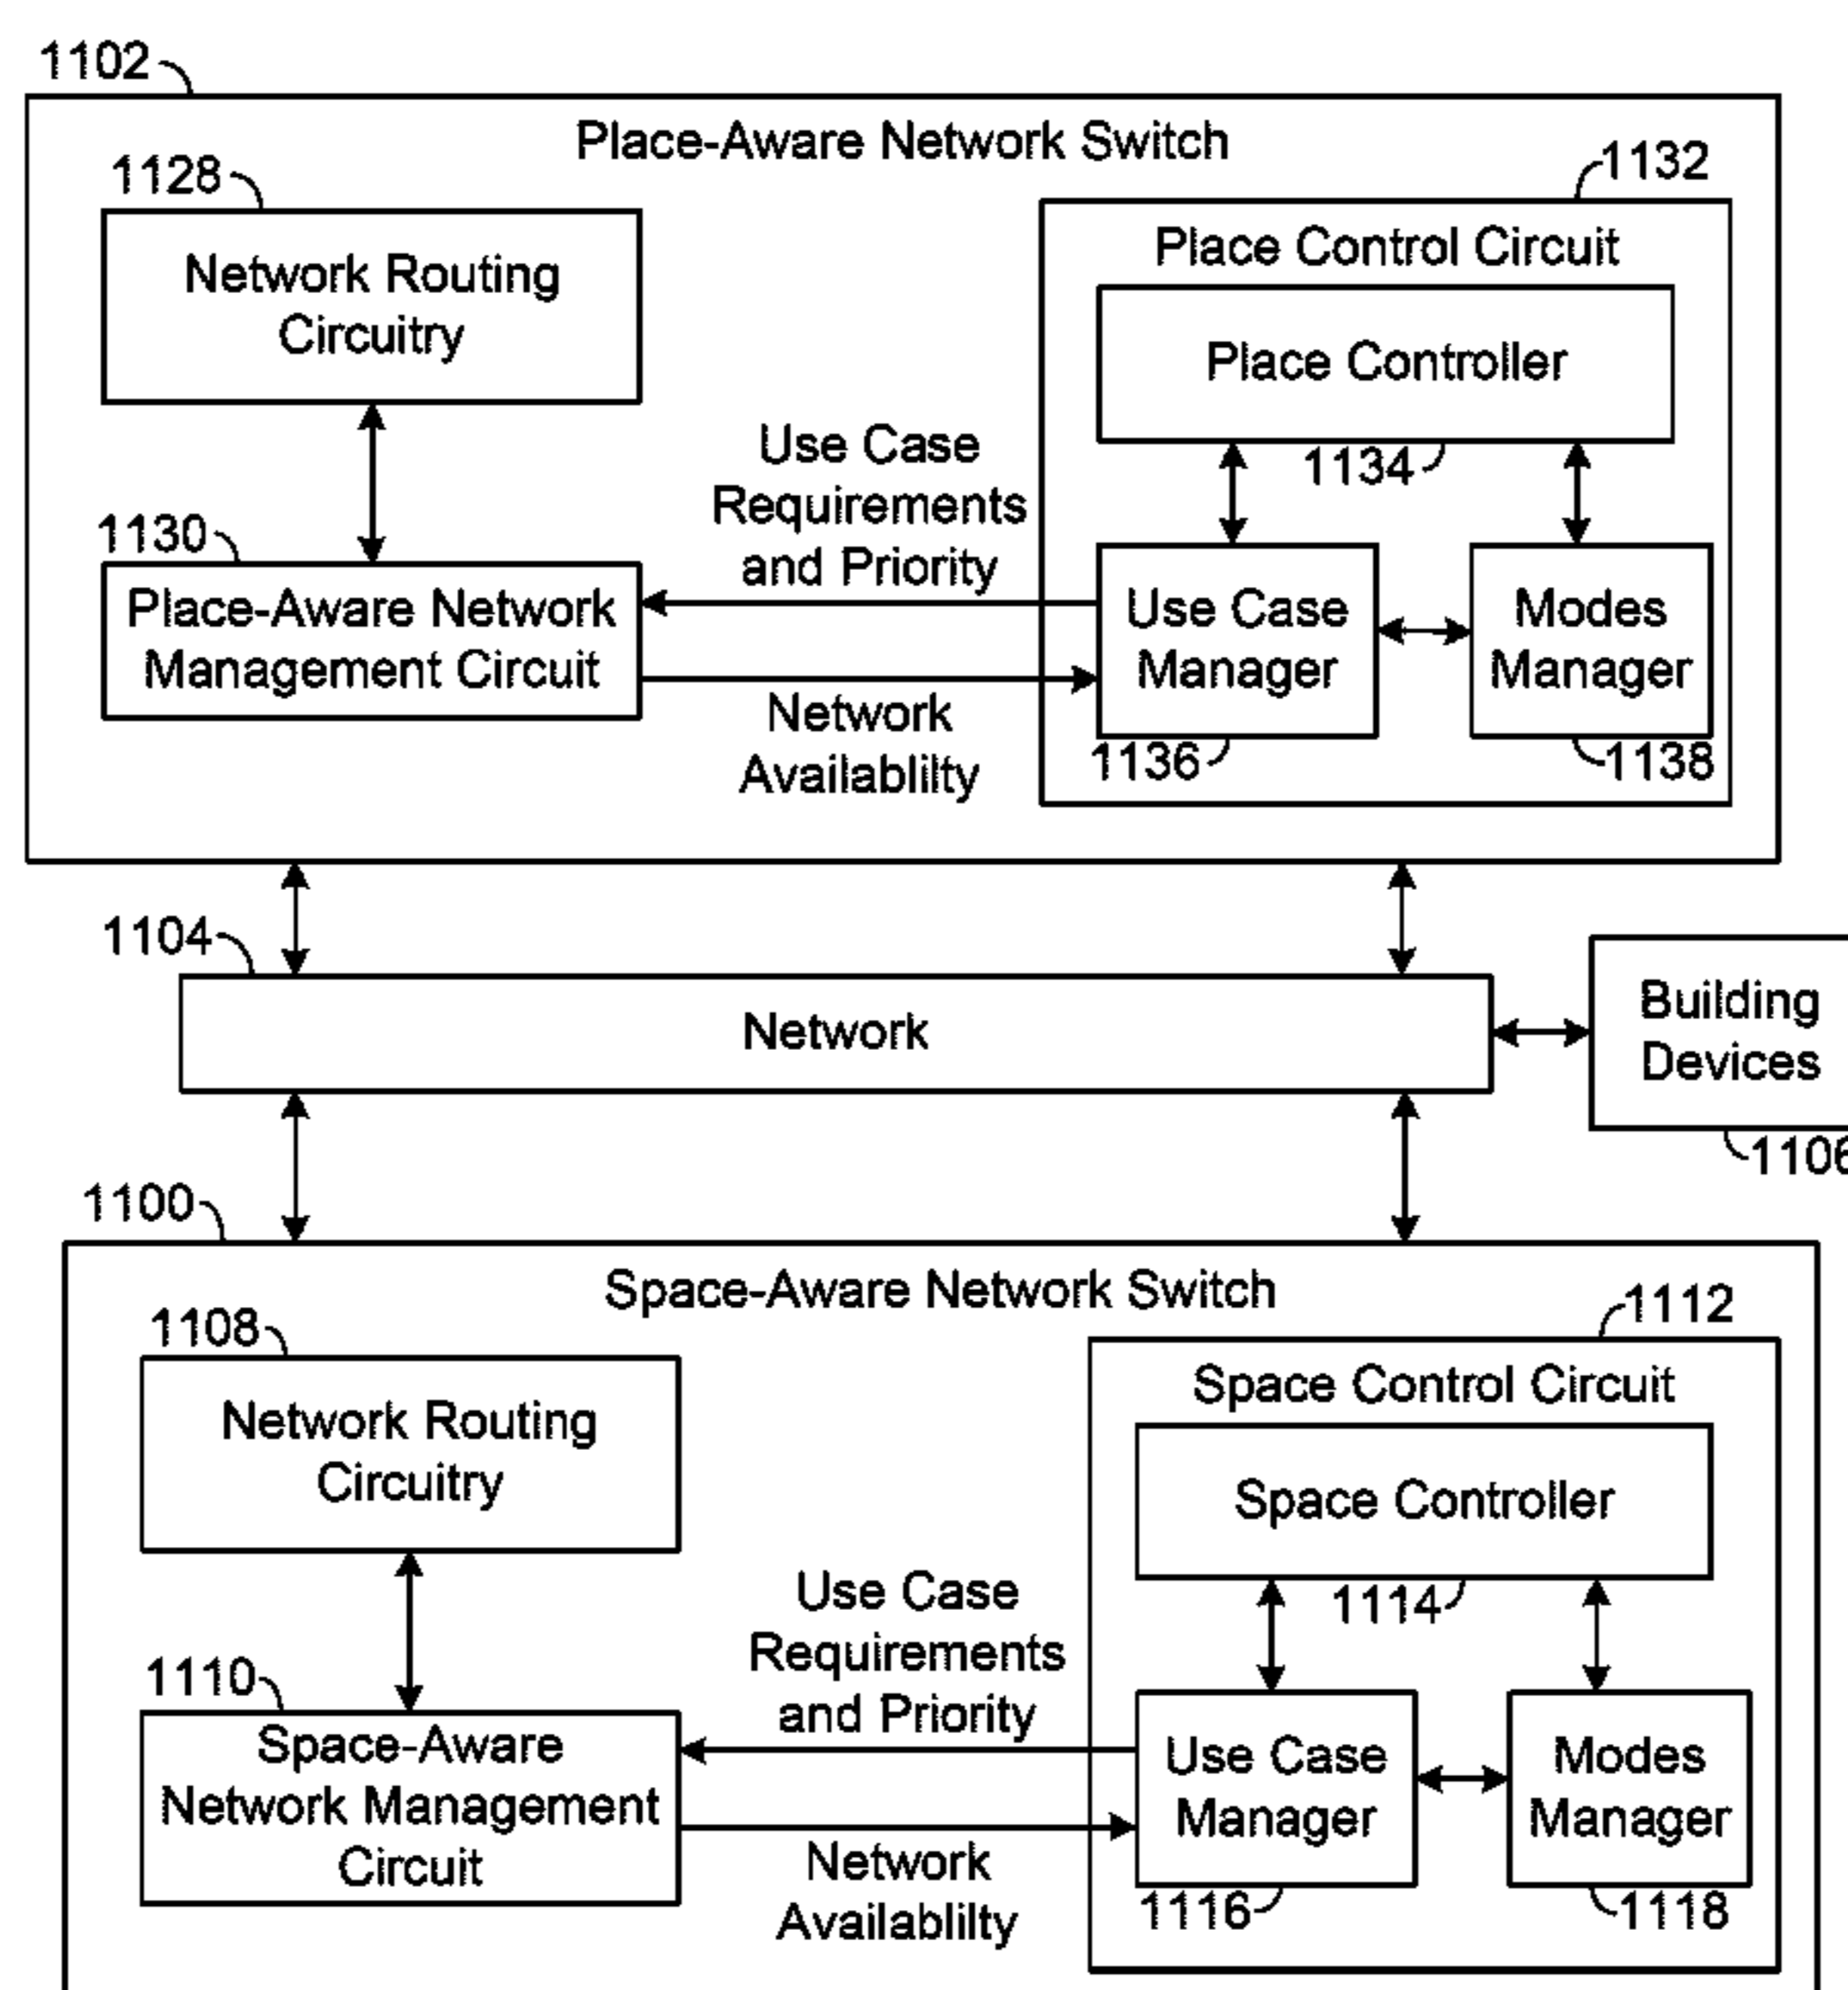 1102
Place-Aware Network Switch
1128
1132
Network Routing
Circuitry
Place Control Circuit
Place Controller
1134
Use Case
Requirements
and Priority
1130
Place-Aware Network
Management Circuit
Use Case
Manager
Modes
Manager
Network
Availablilty
1136
1138
1104
Network
Building
Devices
1106
1100
Space-Aware Network Switch
1108
1112
Network Routing
Circuitry
Space Control Circuit
Space Controller
1114
Use Case
Requirements
and Priority
1110
Space-Aware
Network Management
Circuit
Use Case
Manager
Modes
Manager
Network
Availablilty
1116
1118